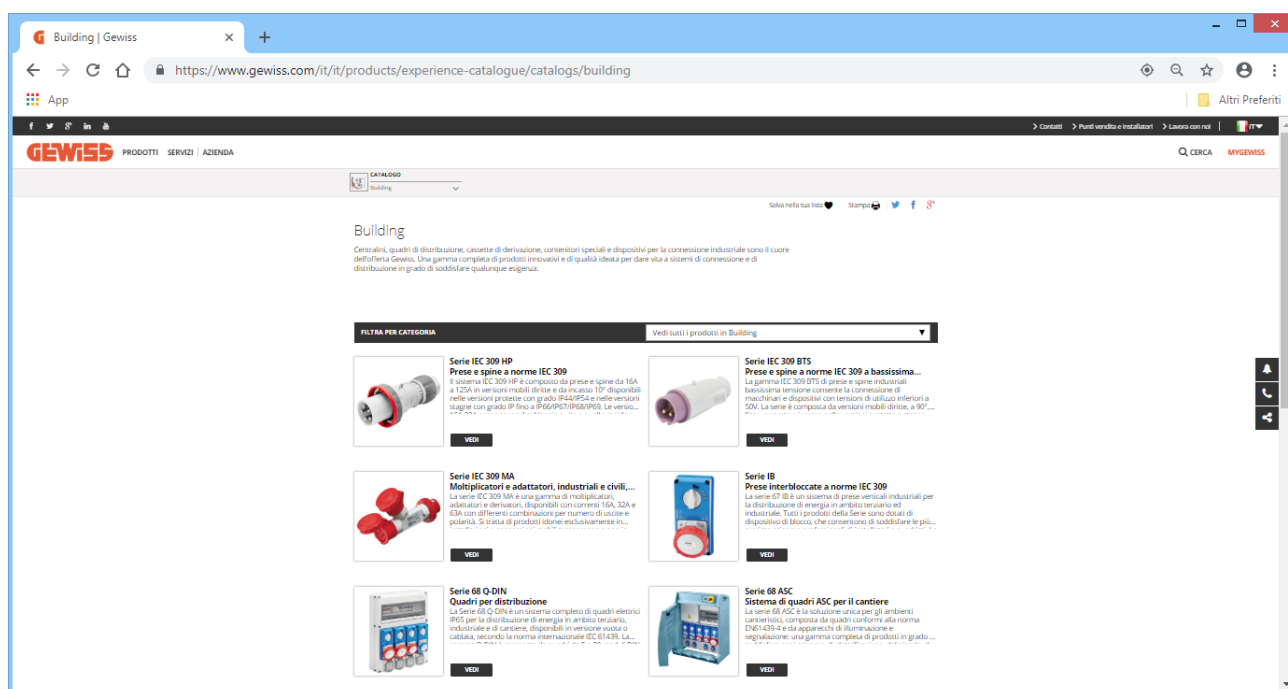 Building | Gewiss
https://www.gewiss.com/it/it/products/experience-catalogue/catalogs/building
App
Altri Preferiti
> Contatti > Punti vendita e installatori > Lavora con noi | IT
GEWISS PRODOTTI SERVIZI | AZIENDA
CERCA MYGEWISS
CATALOGO
Building
Salva nella tua lista Stampa
Building
Centralini, quadri di distribuzione, cassette di derivazione, contenitori speciali e dispositivi per la connessione industriale sono il cuore
dell'offerta Gewiss. Una gamma completa di prodotti innovativi e di qualità ideata per dare vita a sistemi di connessione e di
distribuzione in grado di soddisfare qualunque esigenza.
FILTRA PER CATEGORIA
Vedi tutti i prodotti in Building
Serie IEC 309 HP
Prese e spine a norme IEC 309
Il sistema IEC 309 HP è composto da prese e spine da 16A
a 125A in versioni mobili diritte e da incasso 10° disponibili
nelle versioni protette con grado IP44/IP54 e nelle versioni
stagne con grado IP fino a IP66/IP67/IP68/IP69. Le versio...
VEDI
Serie IEC 309 BTS
Prese e spine a norme IEC 309 a bassissima...
La gamma IEC 309 BTS di prese e spine industriali
bassissima tensione consente la connessione di
macchinari e dispositivi con tensioni di utilizzo inferiori a
50V. La serie è composta da versioni mobili diritte, a 90°,...
VEDI
Serie IEC 309 MA
Moltiplicatori e adattatori, industriali e civili,...
La serie IEC 309 MA è una gamma di moltiplicatori,
adattatori e derivatori, disponibili con correnti 16A, 32A e
63A con differenti combinazioni per numero di uscite e
polarità. Si tratta di prodotti idonei esclusivamente in...
VEDI
Serie IB
Prese interbloccate a norme IEC 309
La serie 67 IB è un sistema di prese verticali industriali per
la distribuzione di energia in ambito terziario ed
industriale. Tutti i prodotti della Serie sono dotati di
dispositivo di blocco, che consentono di soddisfare le più...
VEDI
Serie 68 Q-DIN
Quadri per distribuzione
La Serie 68 Q-DIN è un sistema completo di quadri elettrici
IP65 per la distribuzione di energia in ambito terziario,
industriale e di cantiere, disponibili in versione vuota o
cablata, secondo la norma internazionale IEC 61439. La...
VEDI
Serie 68 ASC
Sistema di quadri ASC per il cantiere
La serie 68 ASC è la soluzione unica per gli ambienti
cantieristici, composta da quadri conformi alla norma
EN61439-4 e da apparecchi di illuminazione e
segnalazione: una gamma completa di prodotti in grado ...
VEDI